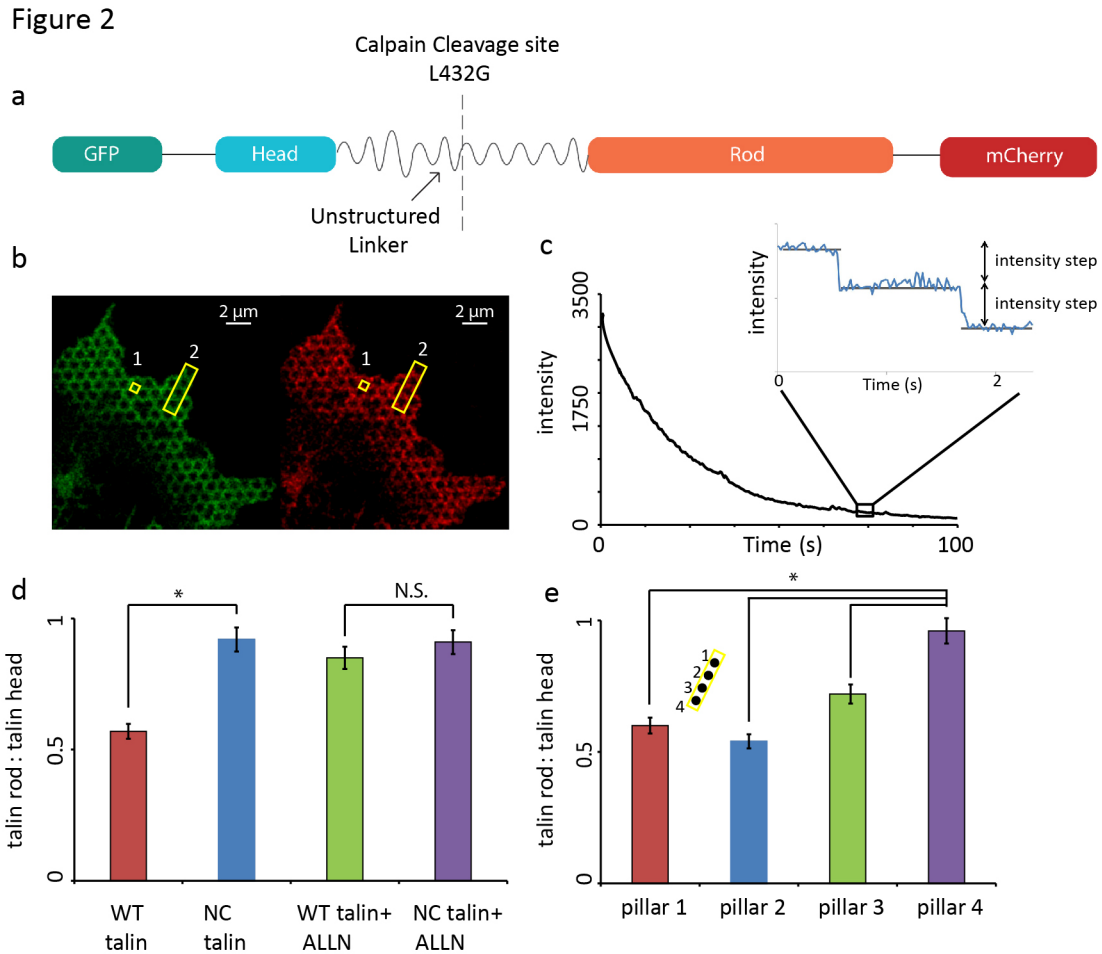 Figure 2
a
Calpain Cleavage site
L432G
GFP
Head
Rod
mCherry
Unstructured
Linker
b
2 µm
2 µm
1
2
1
2
c
intensity
3500
1750
0
0
Time (s)
100
intensity
0
Time (s)
2
intensity step
intensity step
d
talin rod : talin head
1
0.5
0
*
N.S.
WT
talin
NC
talin
WT talin+
ALLN
NC talin+
ALLN
e
talin rod : talin head
1
0.5
0
*
1
2
3
4
pillar 1
pillar 2
pillar 3
pillar 4